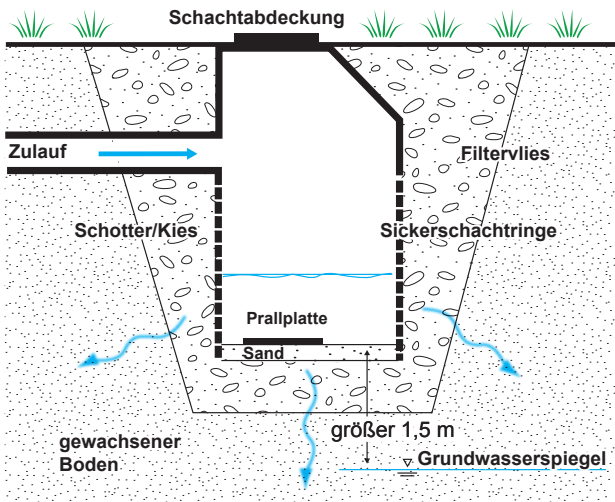 Schachtabdeckung
Zulauf
Filtervlies
Schotter/Kies
Sickerschachtringe
Prallplatte
Sand
größer 1,5 m
gewachsener
Boden
Grundwasserspiegel